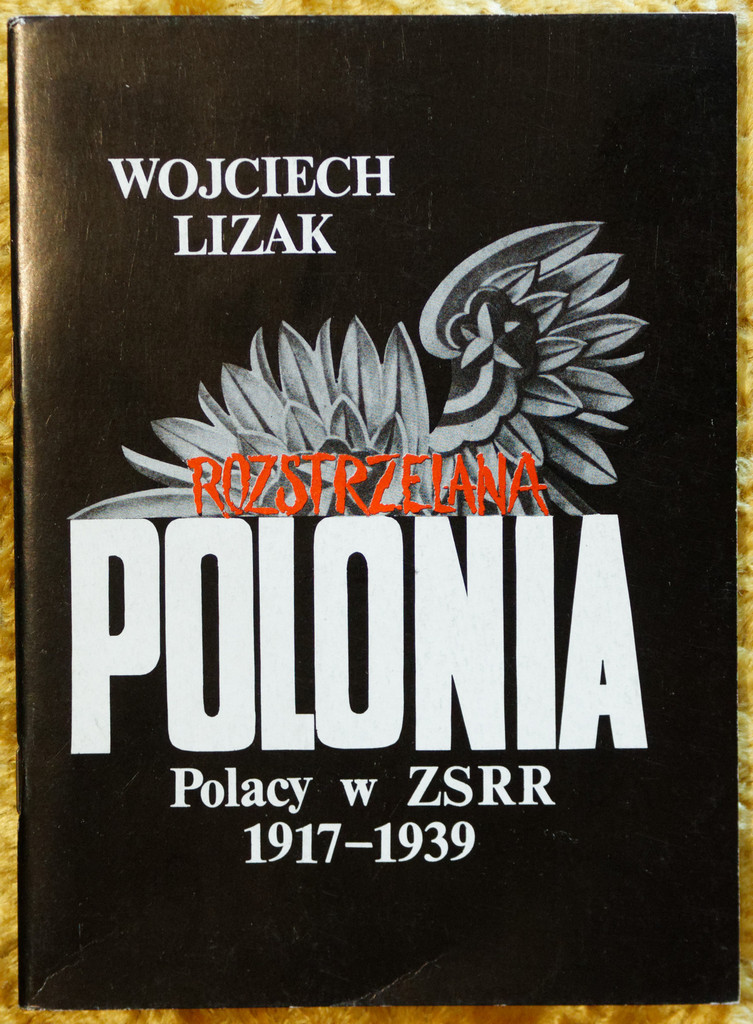 WOJCIECH
LIZAK
ROZSTRZELANA
POLONIA
Polacy w ZSRR
1917–1939